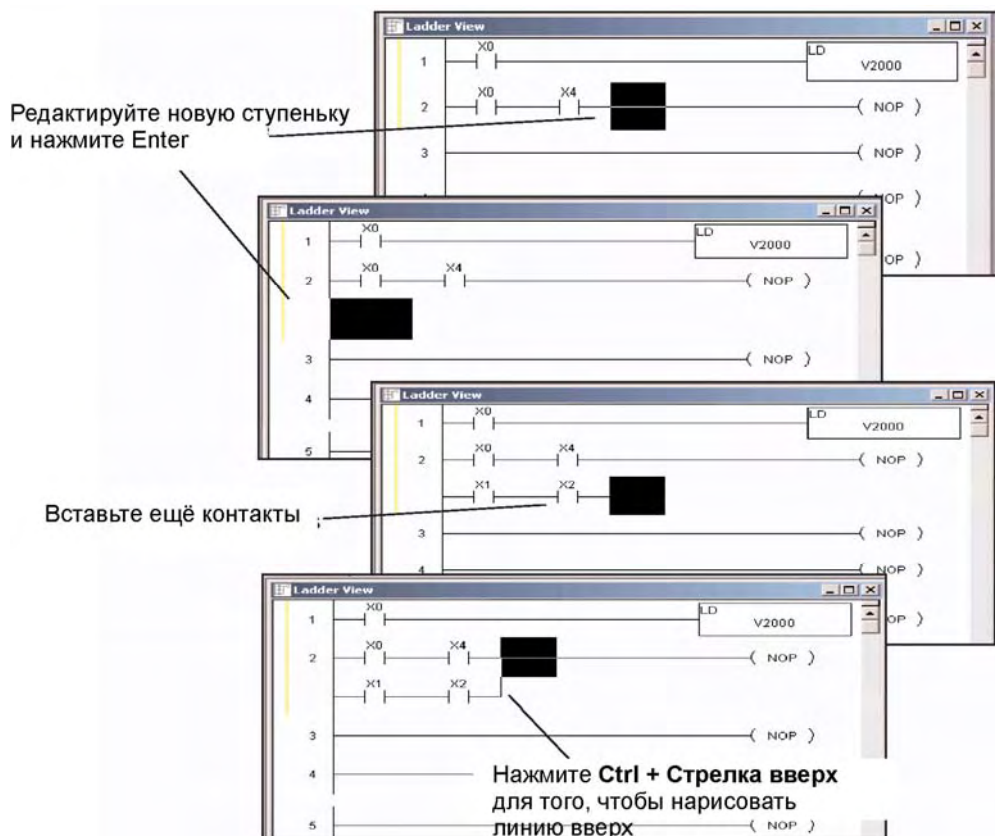 Ladder View
X0
LD
1
V2000
X0 X4
2 ( NOP )
3 ( NOP )
OP )
OP )
Редактируйте новую ступеньку
и нажмите Enter
Ladder View
X0
LD
1
V2000
X0 X4
2 ( NOP )
3 ( NOP )
4
5
Ladder View
X0
LD
1
V2000
X0 X4
2 ( NOP )
X1 X2
3 ( NOP )
4 ( NOP )
OP )
Вставьте ещё контакты
Ladder View
X0
LD
1
V2000
X0 X4
2 ( NOP )
X1 X2
3 ( NOP )
4
5 ( NOP )
Нажмите Ctrl + Стрелка вверх
для того, чтобы нарисовать
линию вверх